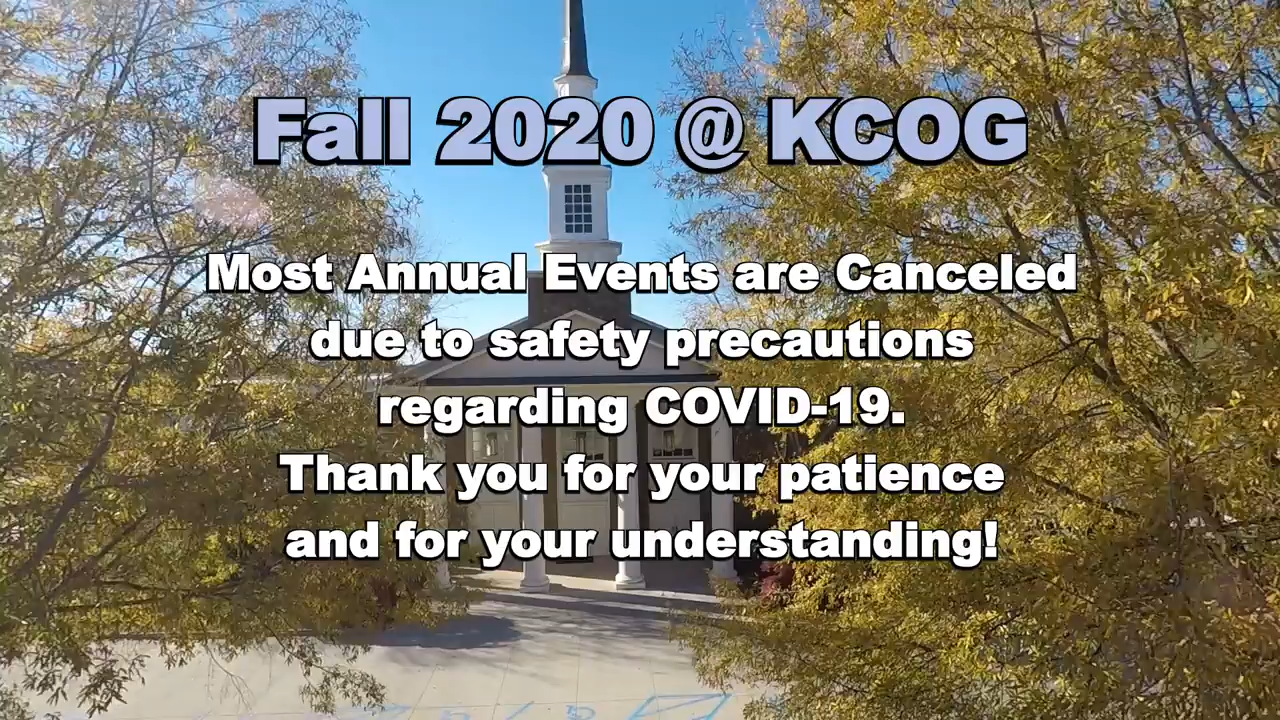 Fall 2020 @ KCOG
Most Annual Events are Canceled
due to safety precautions
regarding COVID-19.
Thank you for your patience
and for your understanding!